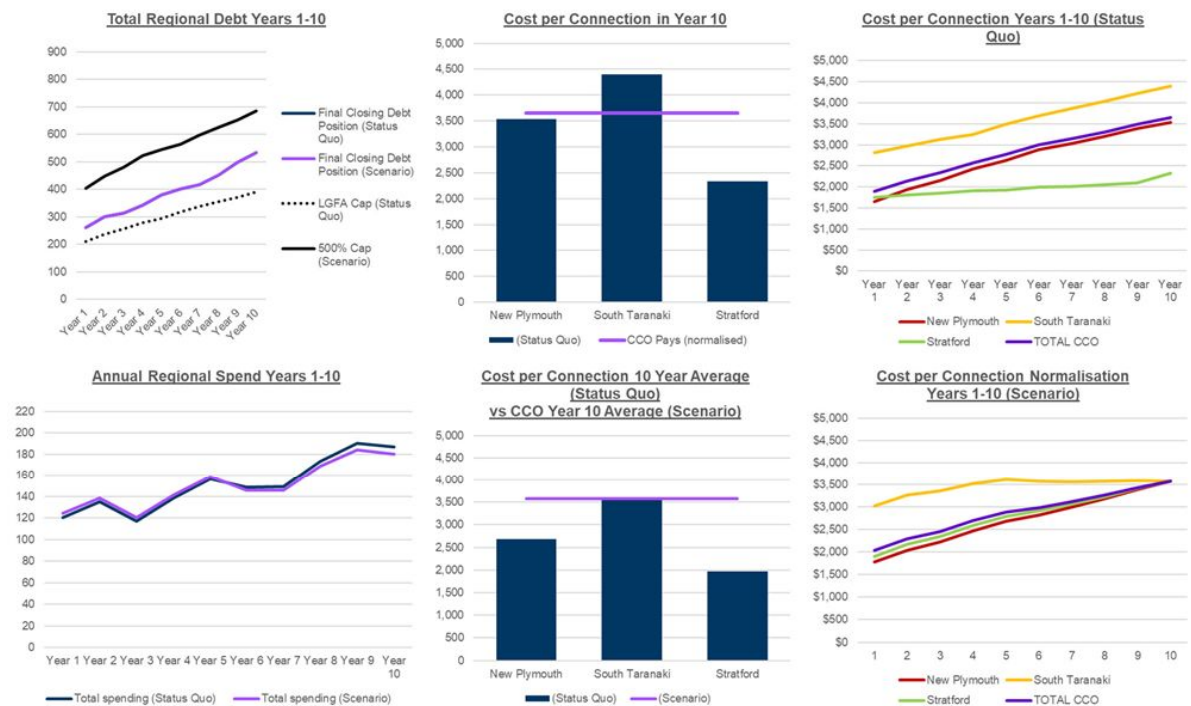 Total Regional Debt Years 1-10
900
800
700
600
500
400
300
200
100
0
Year 1
Year 2
Year 3
Year 4
Year 5
Year 6
Year 7
Year 8
Year 9
Year 10
Final Closing Debt
Position (Status
Quo)
Final Closing Debt
Position (Scenario)
LGFA Cap (Status
Quo)
500% Cap
(Scenario)
Cost per Connection in Year 10
5,000
4,500
4,000
3,500
3,000
2,500
2,000
1,500
1,000
500
0
New Plymouth South Taranaki Stratford
(Status Quo) CCO Pays (normalised)
Cost per Connection Years 1-10 (Status
Quo)
$5,000
$4,500
$4,000
$3,500
$3,000
$2,500
$2,000
$1,500
$1,000
$500
$0
Year Year Year Year Year Year Year Year Year Year
1 2 3 4 5 6 7 8 9 10
New Plymouth South Taranaki
Stratford TOTAL CCO
Annual Regional Spend Years 1-10
220
200
180
160
140
120
100
80
60
40
20
0
Year 1 Year 2 Year 3 Year 4 Year 5 Year 6 Year 7 Year 8 Year 9 Year
10
Total spending (Status Quo) Total spending (Scenario)
Cost per Connection 10 Year Average
(Status Quo)
vs CCO Year 10 Average (Scenario)
5,000
4,500
4,000
3,500
3,000
2,500
2,000
1,500
1,000
500
0
New Plymouth South Taranaki Stratford
(Status Quo) (Scenario)
Cost per Connection Normalisation
Years 1-10 (Scenario)
$5,000
$4,500
$4,000
$3,500
$3,000
$2,500
$2,000
$1,500
$1,000
$500
$0
1 2 3 4 5 6 7 8 9 10
New Plymouth South Taranaki
Stratford TOTAL CCO